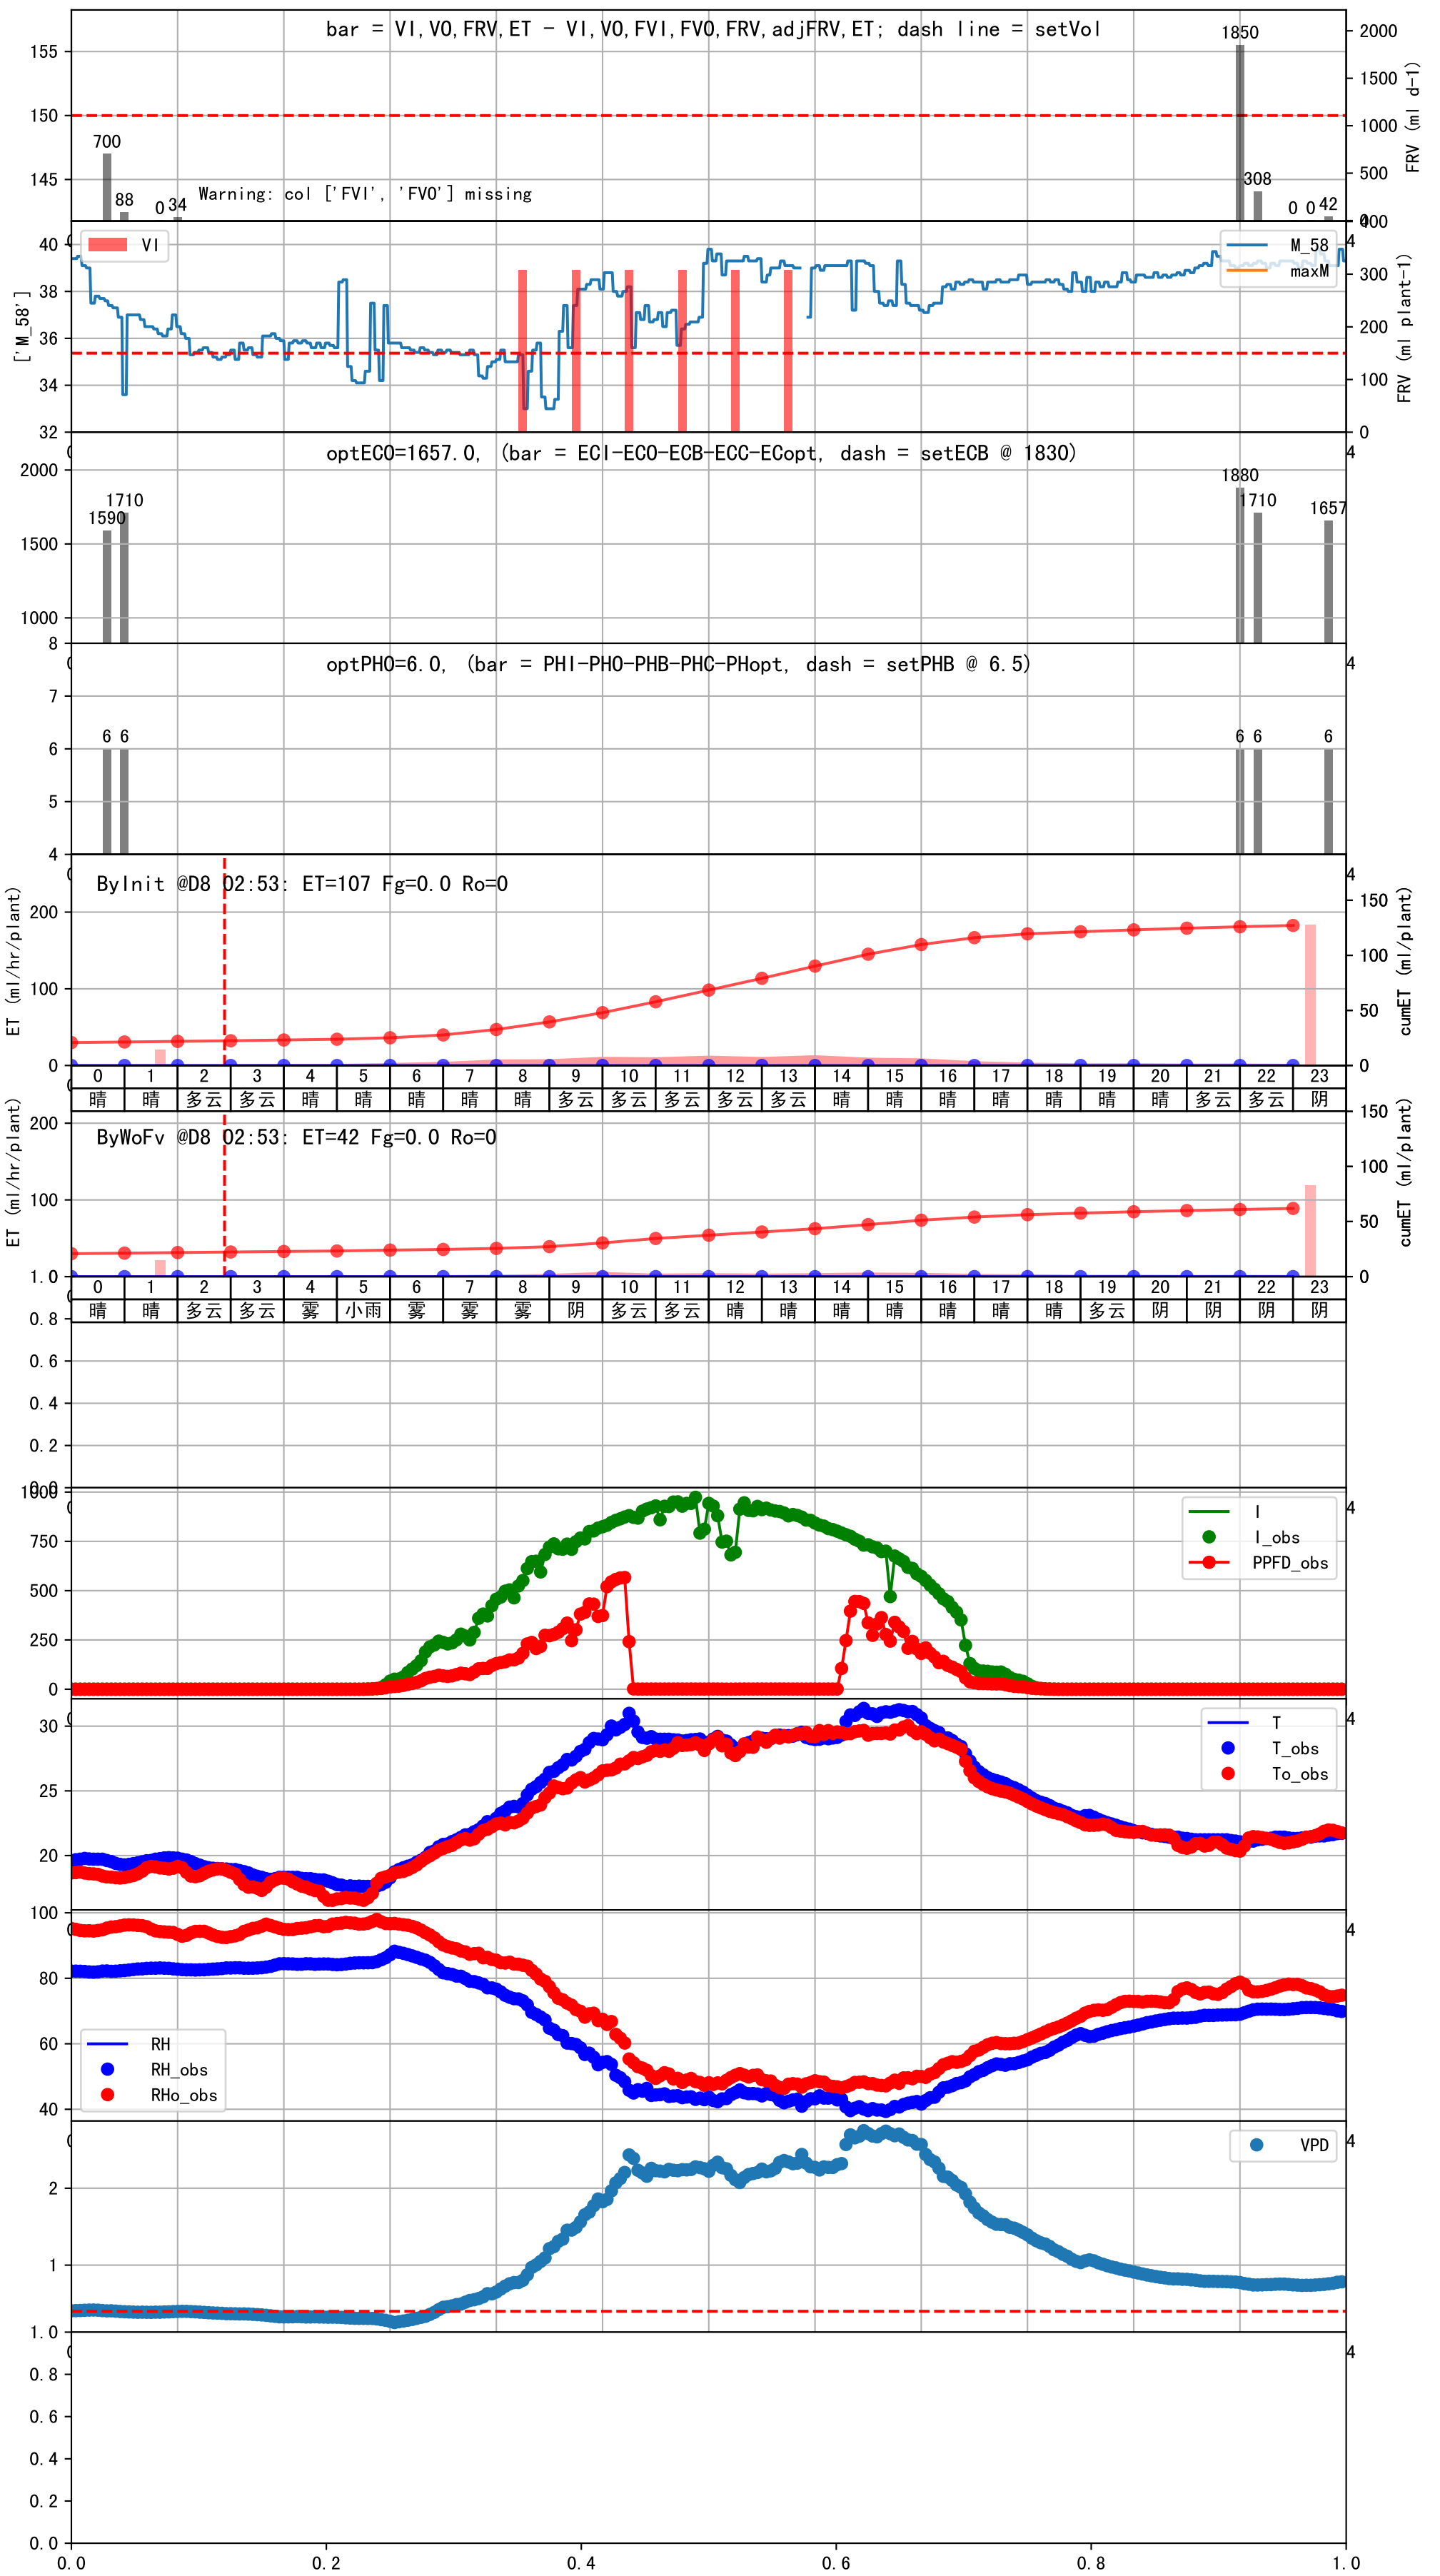 bar = VI,VO,FRV,ET - VI,VO,FVI,FVO,FRV,adjFRV,ET; dash line = setVol
155
150
145
2000
1500
1000
500
FRV (ml d-1)
700
88
0
34
Warning: col ['FVI', 'FVO'] missing
1850
308
0
0
42
VI
M_58
maxM
['M_58']
40
38
36
34
32
400
300
200
100
0
FRV (ml plant-1)
4
optECO=1657.0, (bar = ECI-ECO-ECB-ECC-ECopt, dash = setECB @ 1830)
2000
1500
1000
1590
1710
1880
1710
1657
4
optPHO=6.0, (bar = PHI-PHO-PHB-PHC-PHopt, dash = setPHB @ 6.5)
8
7
6
5
4
6 6
6 6
6
4
ByInit @D8 02:53: ET=107 Fg=0.0 Ro=0
ET (ml/hr/plant)
200
100
0
150
100
50
0
cumET (ml/plant)
4
0 1 2 3 4 5 6 7 8 9 10 11 12 13 14 15 16 17 18 19 20 21 22 23
晴 晴 多云 多云 晴 晴 晴 晴 晴 多云 多云 多云 多云 多云 晴 晴 晴 晴 晴 晴 晴 多云 多云 阴
ByWoFv @D8 02:53: ET=42 Fg=0.0 Ro=0
ET (ml/hr/plant)
200
100
150
100
50
0
cumET (ml/plant)
0 1 2 3 4 5 6 7 8 9 10 11 12 13 14 15 16 17 18 19 20 21 22 23
晴 晴 多云 多云 雾 小雨 雾 雾 雾 阴 多云 多云 晴 晴 晴 晴 晴 晴 晴 多云 阴 阴 阴 阴
1.0
0.8
0.6
0.4
0.2
0.0
1000
750
500
250
0
I
I_obs
PPFD_obs
4
30
25
20
T
T_obs
To_obs
4
100
80
60
40
RH
RH_obs
RHo_obs
4
2
1
VPD
4
1.0
0.8
0.6
0.4
0.2
0.0
4
0.0 0.2 0.4 0.6 0.8 1.0